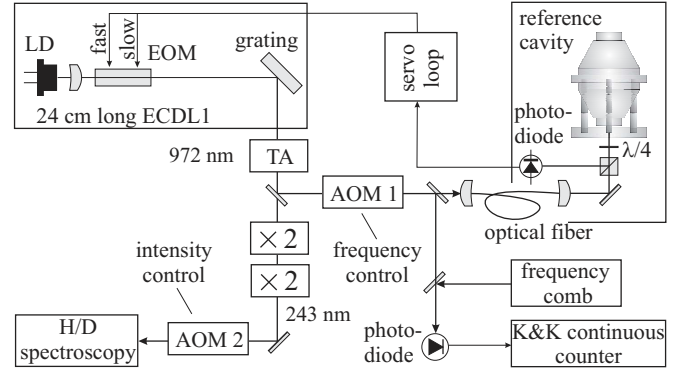 LD
fast
slow
EOM
grating
24 cm long ECDL1
servo
loop
reference
cavity
photo-
diode
λ/4
972 nm
TA
AOM 1
optical fiber
× 2
× 2
intensity
control
frequency
control
243 nm
frequency
comb
H/D
spectroscopy
AOM 2
photo-
diode
K&K continuous
counter